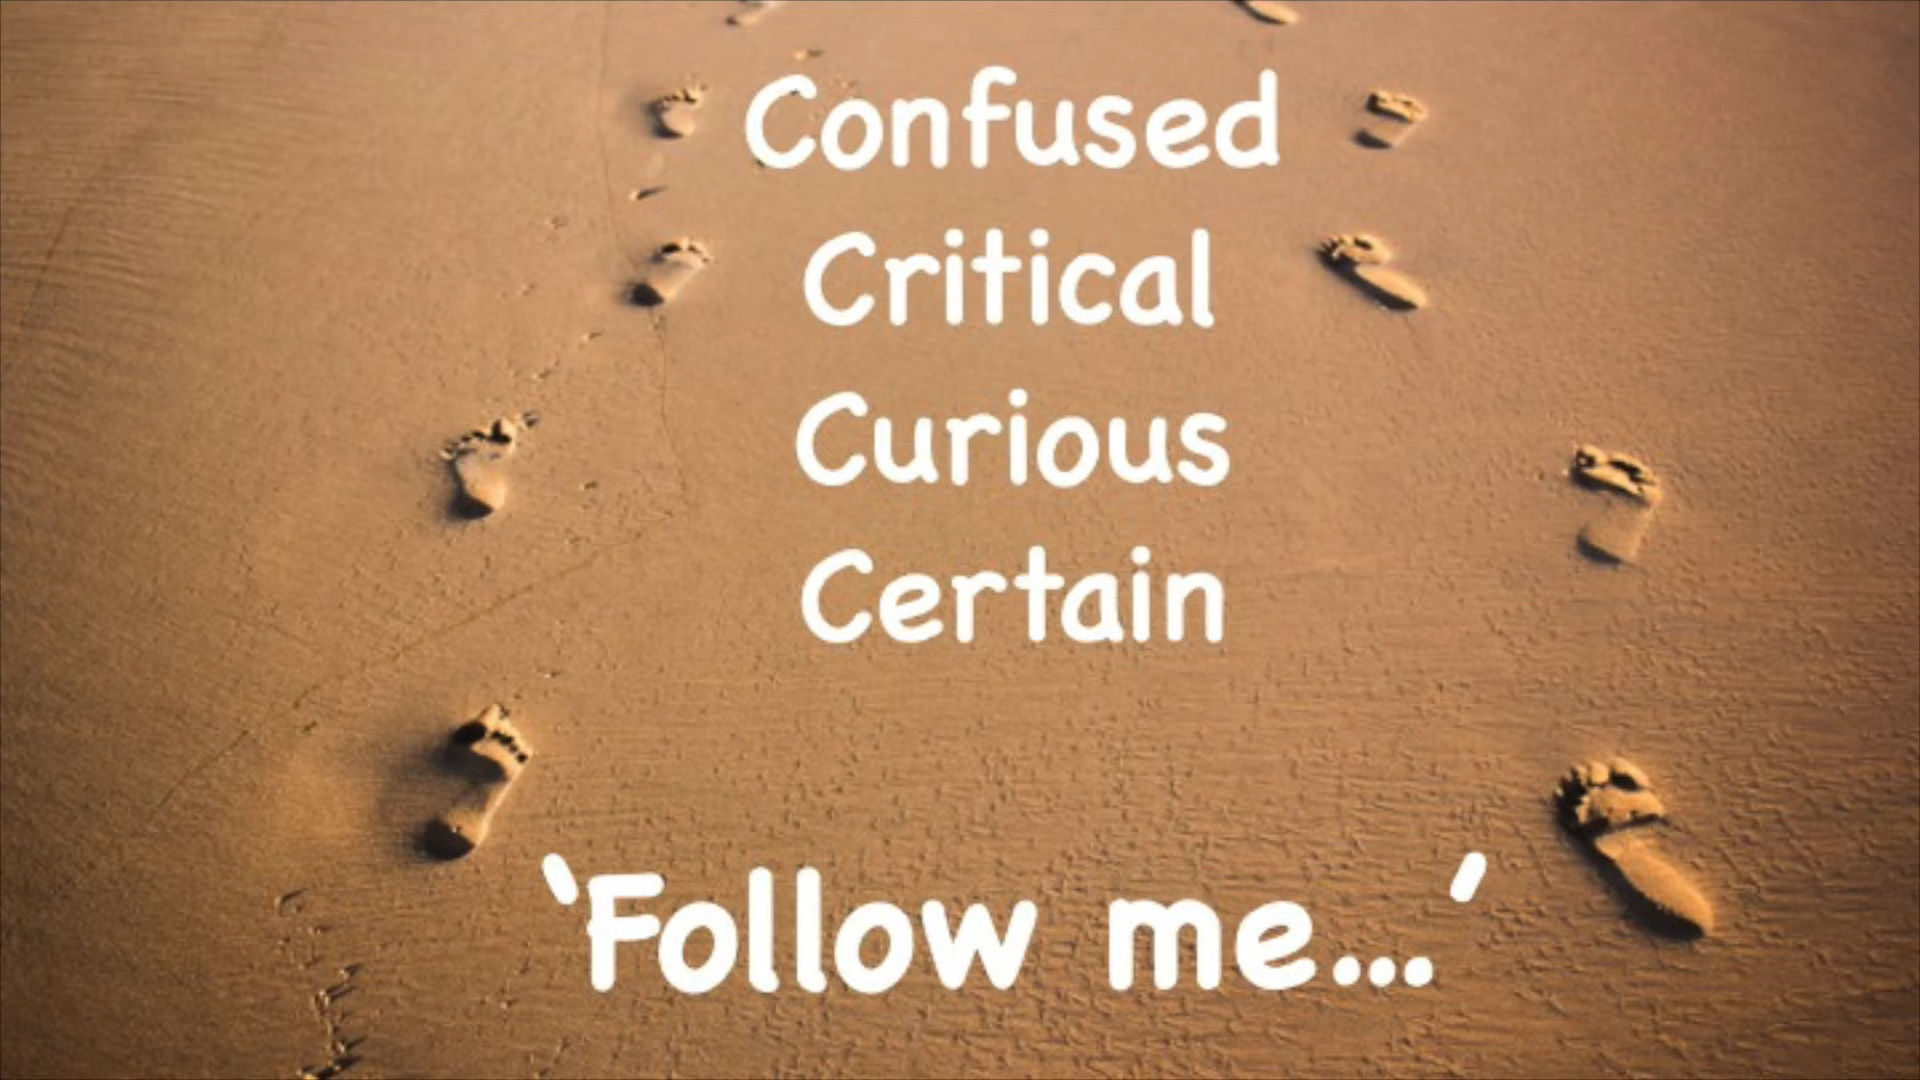 Confused
Critical
Curious
Certain
‘Follow me...’